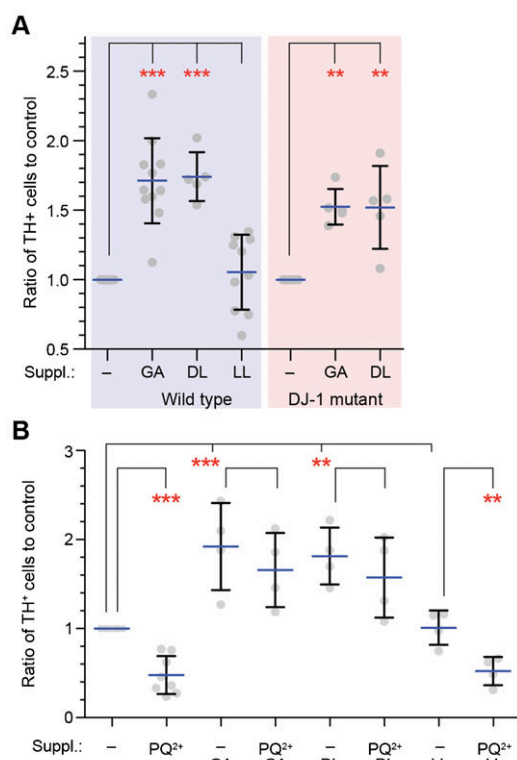 A
Ratio of TH+ cells to control
2.5
2.0
1.5
1.0
0.5
*** *** ** **
Suppl.: – GA DL LL – GA DL
Wild type DJ-1 mutant
B
Ratio of TH⁺ cells to control
3
2
1
0
*** *** ** **
Suppl.: – PQ²⁺ – PQ²⁺ – PQ²⁺ – PQ²⁺